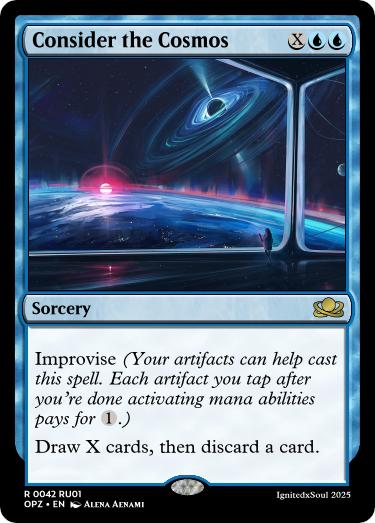 Consider the Cosmos X
Sorcery
Improvise (Your artifacts can help cast
this spell. Each artifact you tap after
you're done activating mana abilities
pays for 1.)
Draw X cards, then discard a card.
R 0042 RU01
OPZ • EN Alena Aenami
IgnitedxSoul 2025